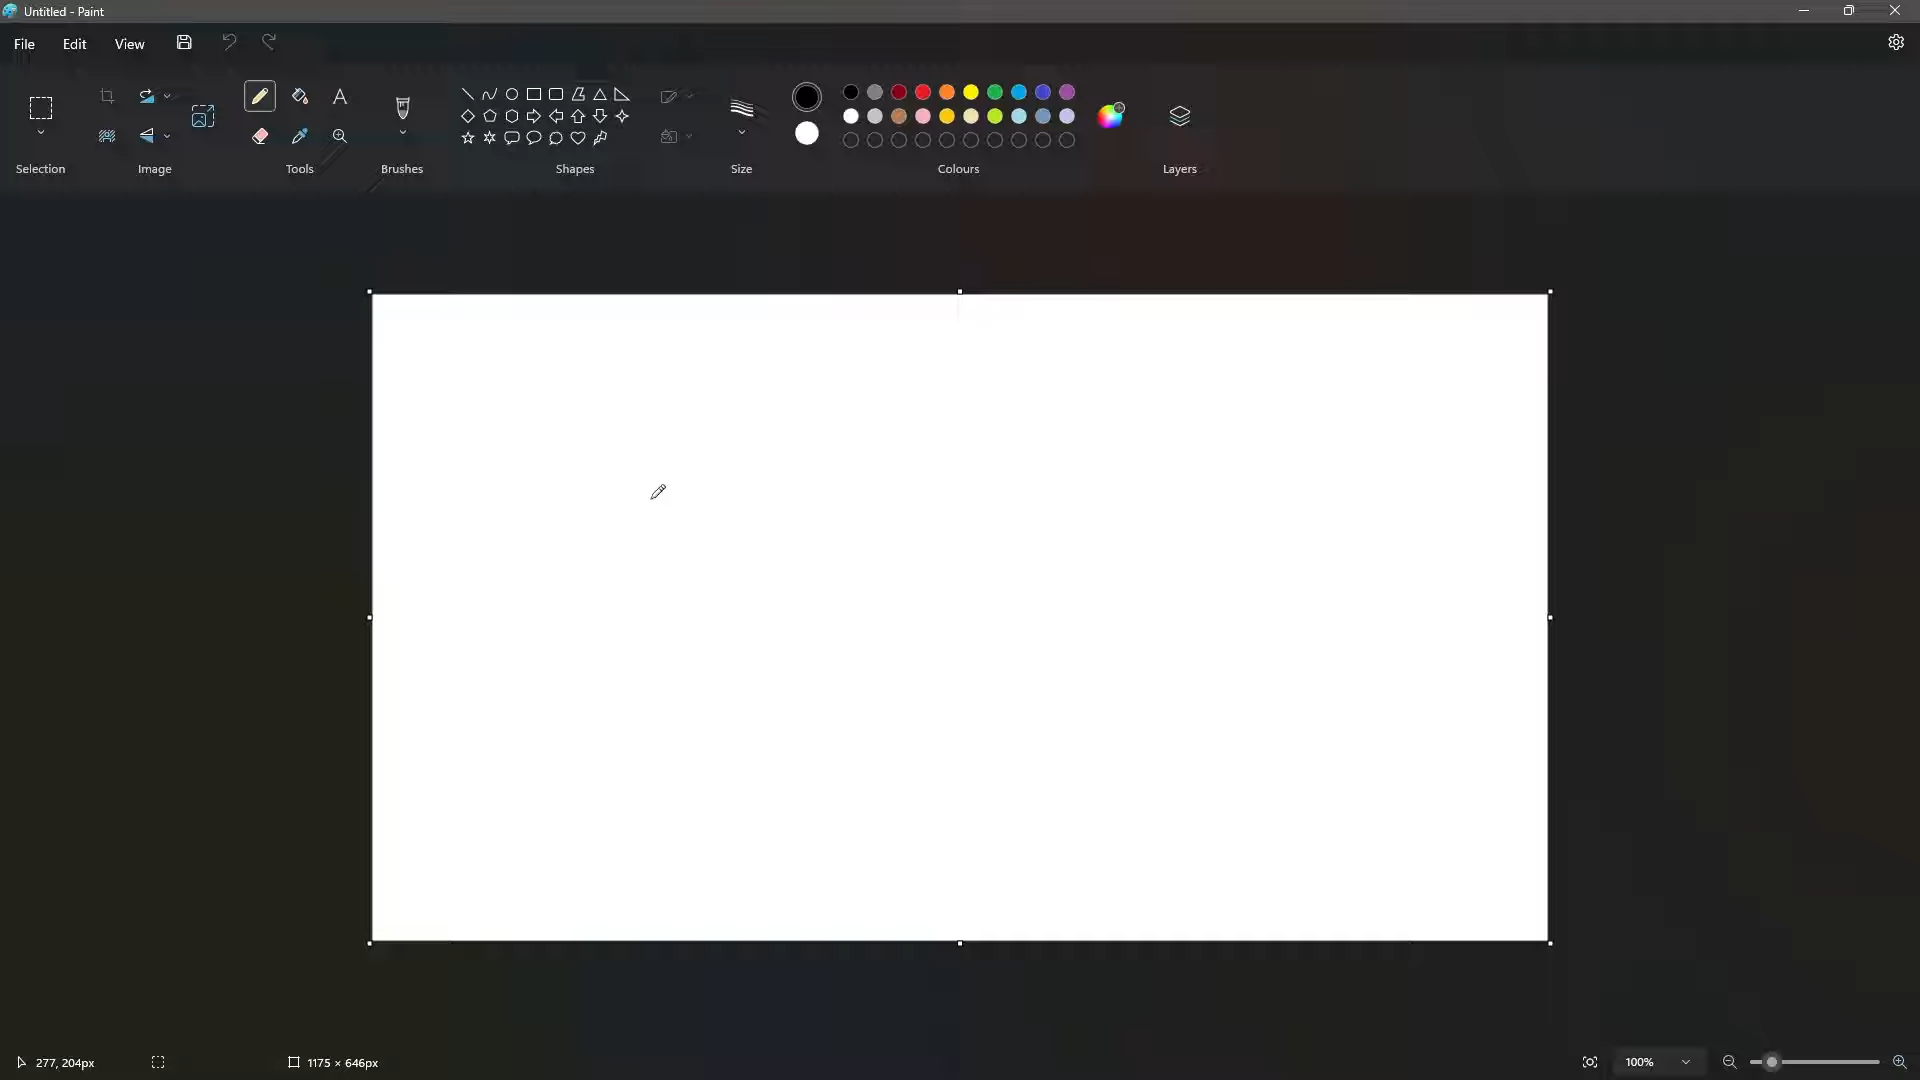 Untitled - Paint
File Edit View
Selection Image Tools Brushes Shapes Size Colours Layers
277, 204px 1175 × 646px 100%